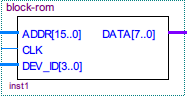 block-rom
ADDR[15..0] DATA[7..0]
CLK
DEV_ID[3..0]
inst1